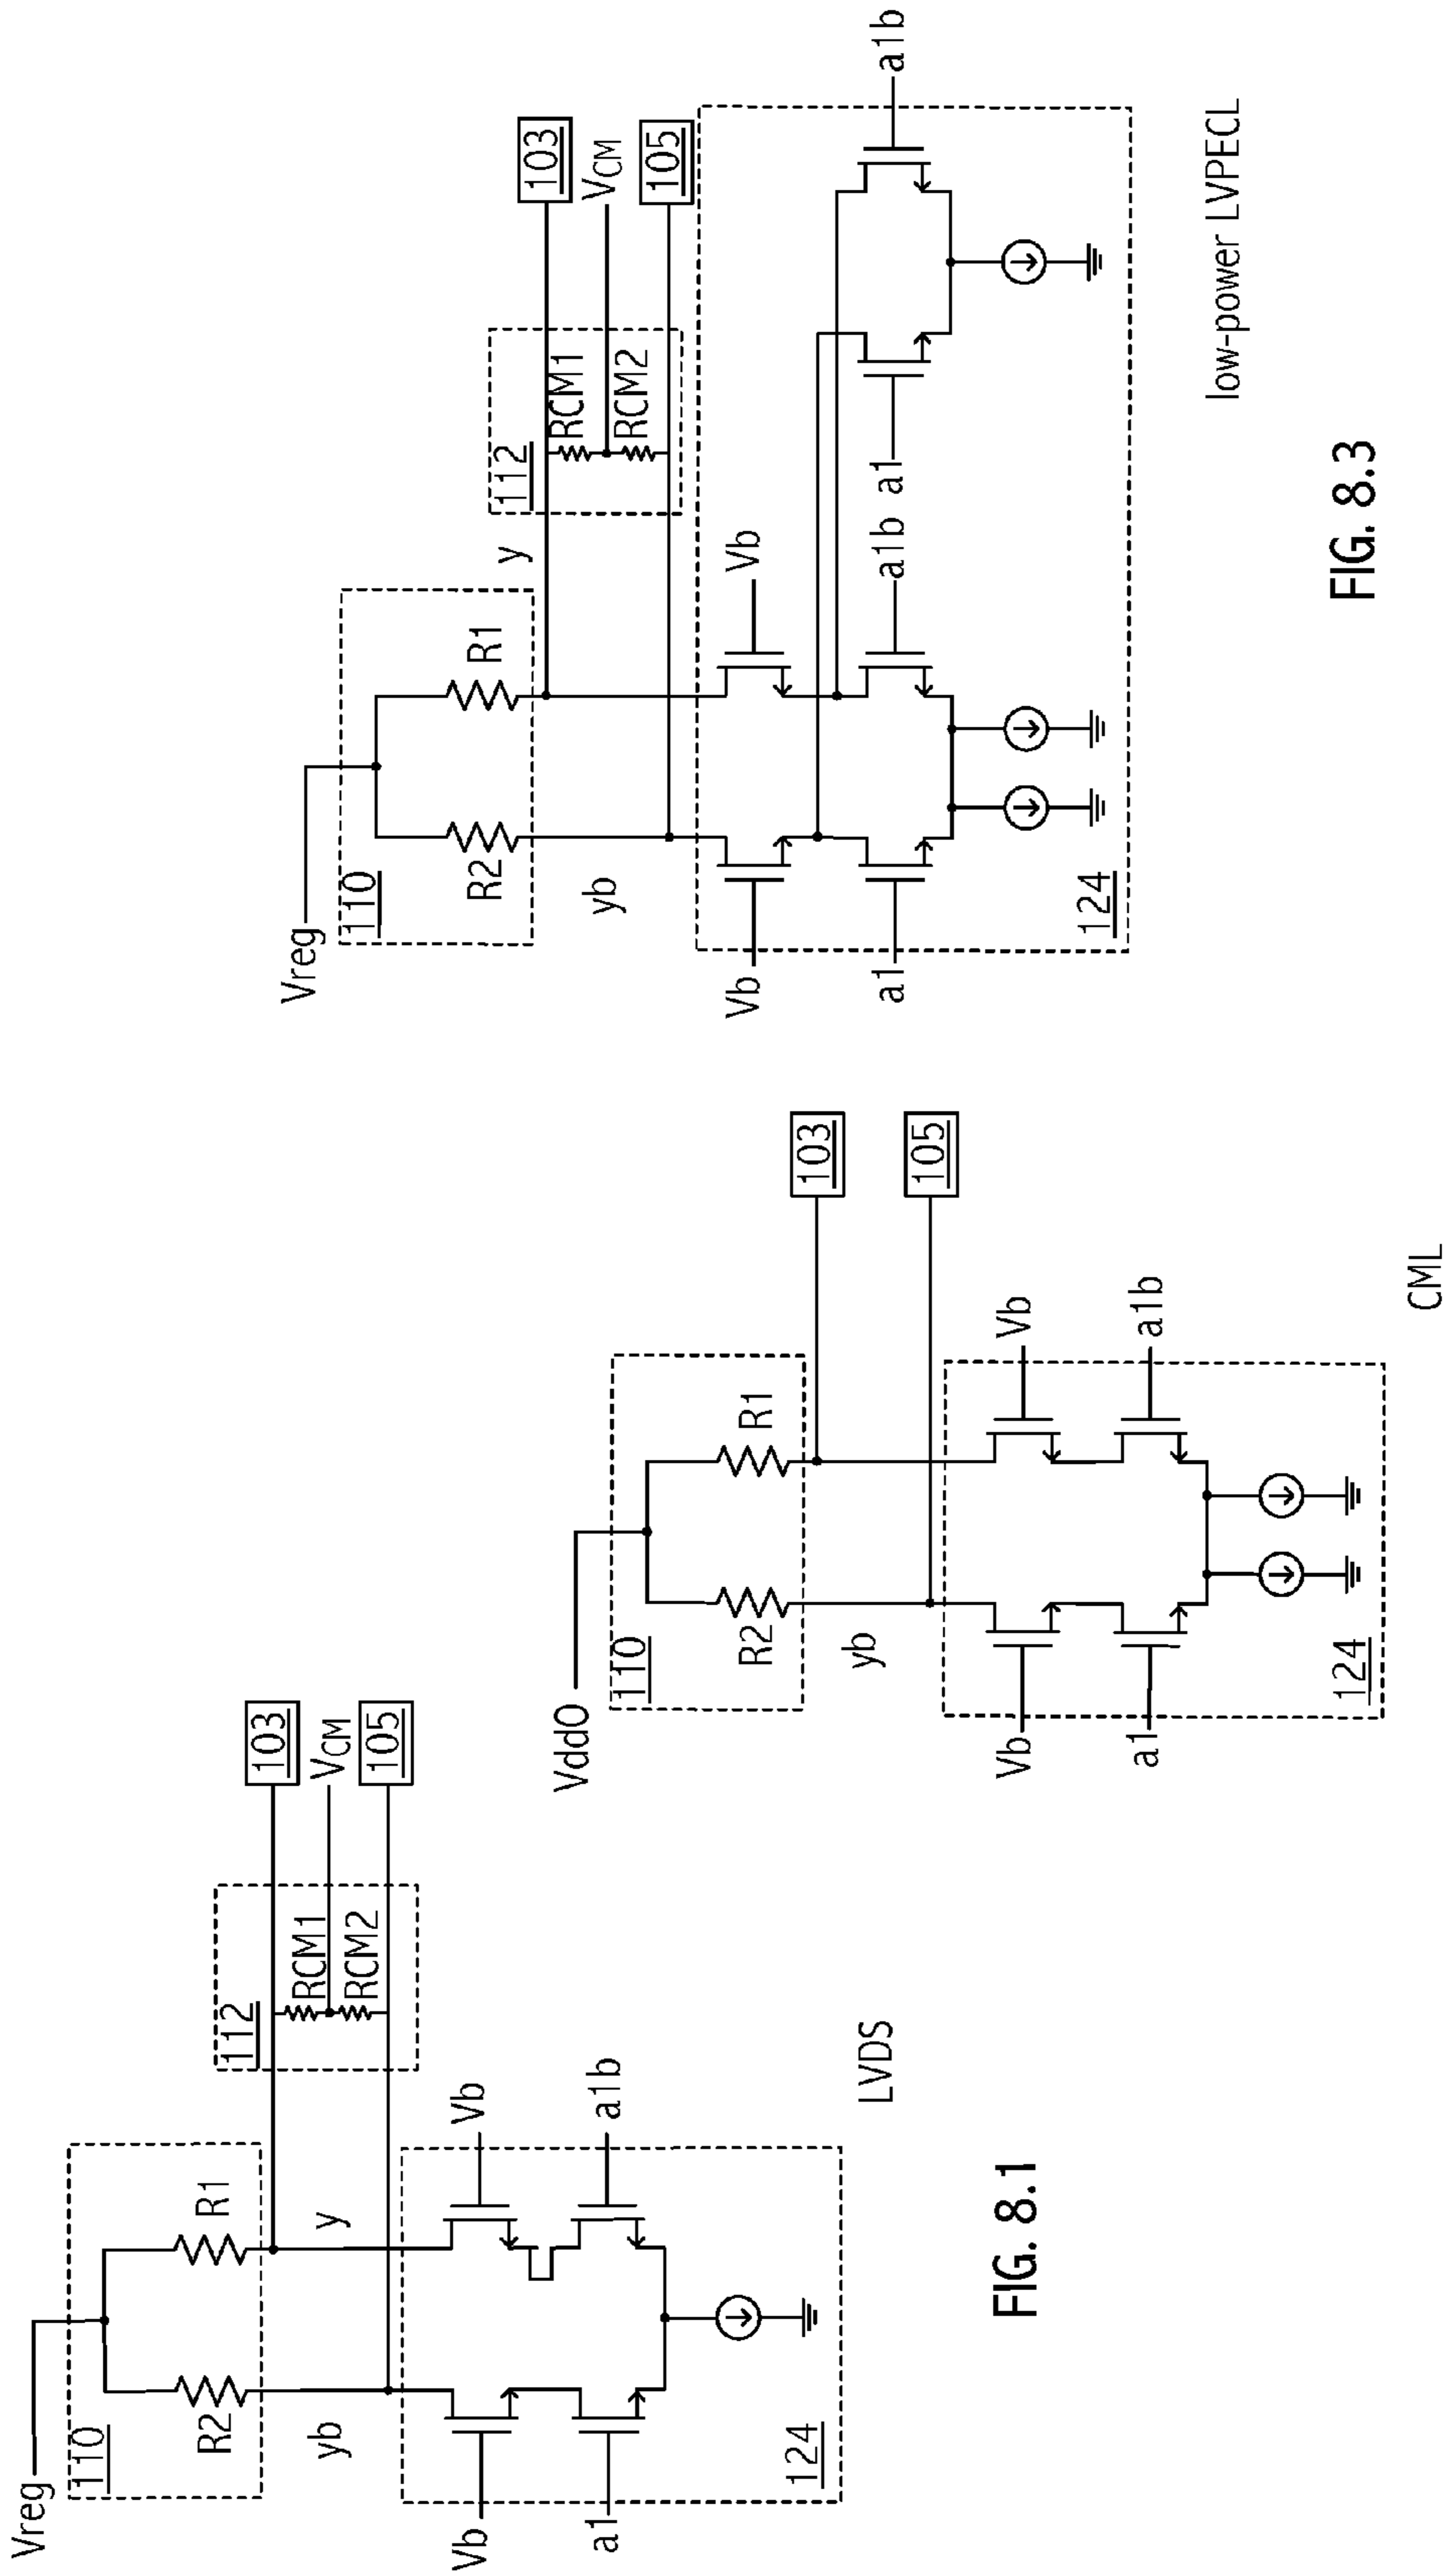 Vreg
110
R2
R1
yb
y
112
RCM1
RCM2
103
VCM
105
Vb
Vb
a1
a1b
124
LVDS
FIG. 8.1
VddO
110
R2
R1
yb
103
105
Vb
Vb
a1
a1b
124
CML
Vreg
110
R2
R1
yb
y
112
RCM1
RCM2
103
VCM
105
Vb
Vb
a1
a1b a1
a1b
124
low-power LVPECL
FIG. 8.3